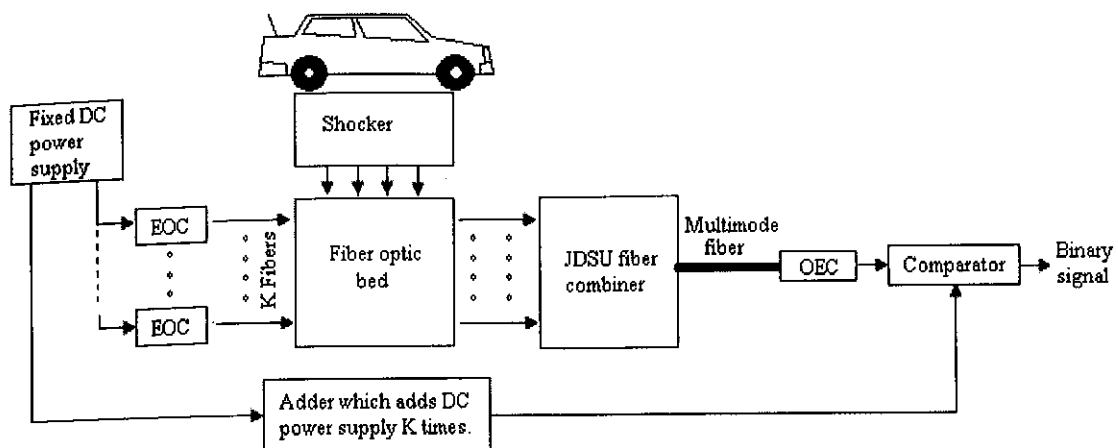 Shocker
Fixed DC
power
supply
EOC
EOC
K Fibers
Fiber optic
bed
JDSU fiber
combiner
Multimode
fiber
OEC
Comparator
Binary
signal
Adder which adds DC
power supply K times.